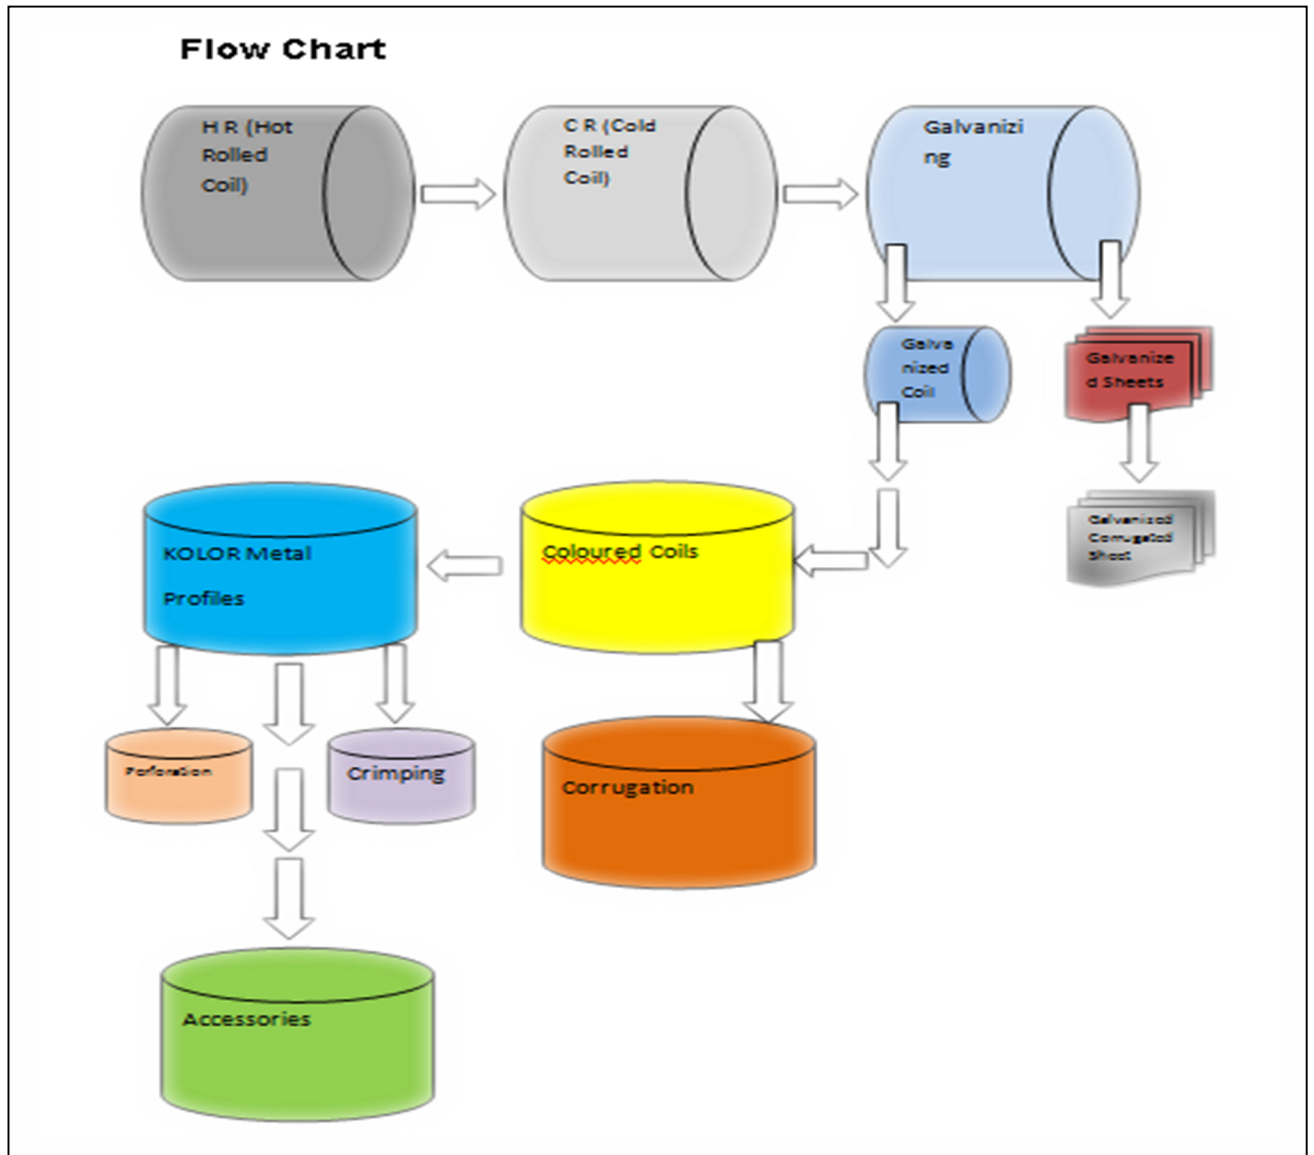 Flow Chart
H R (Hot
Rolled
Coil)
C R (Cold
Rolled
Coil)
Galvanizi
ng
Galva
nized
Coil
Galvanize
d Sheets
Galvanized
Corrugated
Sheet
KOLOR Metal
Profiles
Coloured Coils
Perforation
Crimping
Corrugation
Accessories